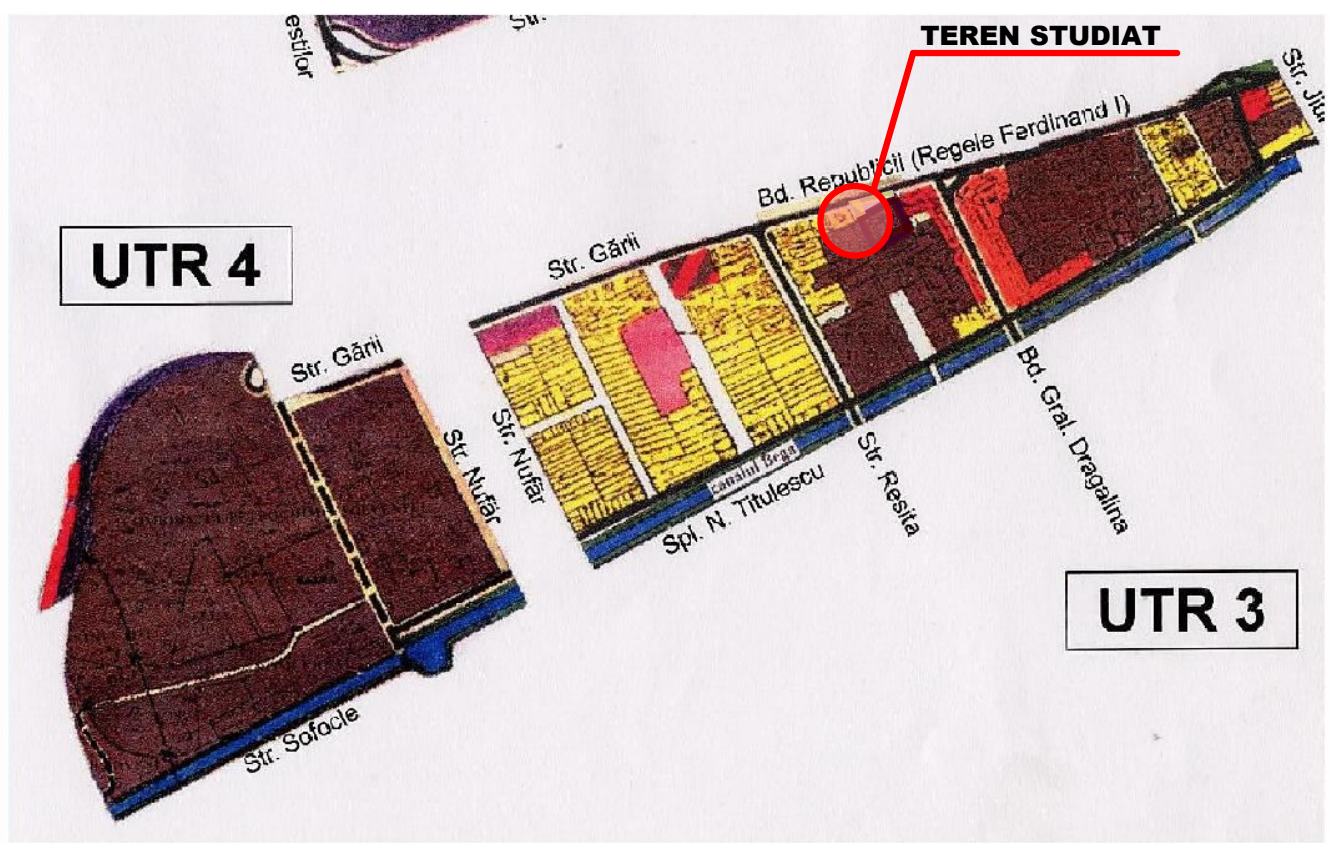 TEREN STUDIAT
Str.
Bd. Republicii (Regele Ferdinand I)
UTR 4
Str. Gării
Str. Gării
Str. Nufăr
Str. Nufăr
canalul Bega
Spl. N. Titulescu
Str. Resita
Bd. Gral. Dragalina
UTR 3
Str. Sofocle